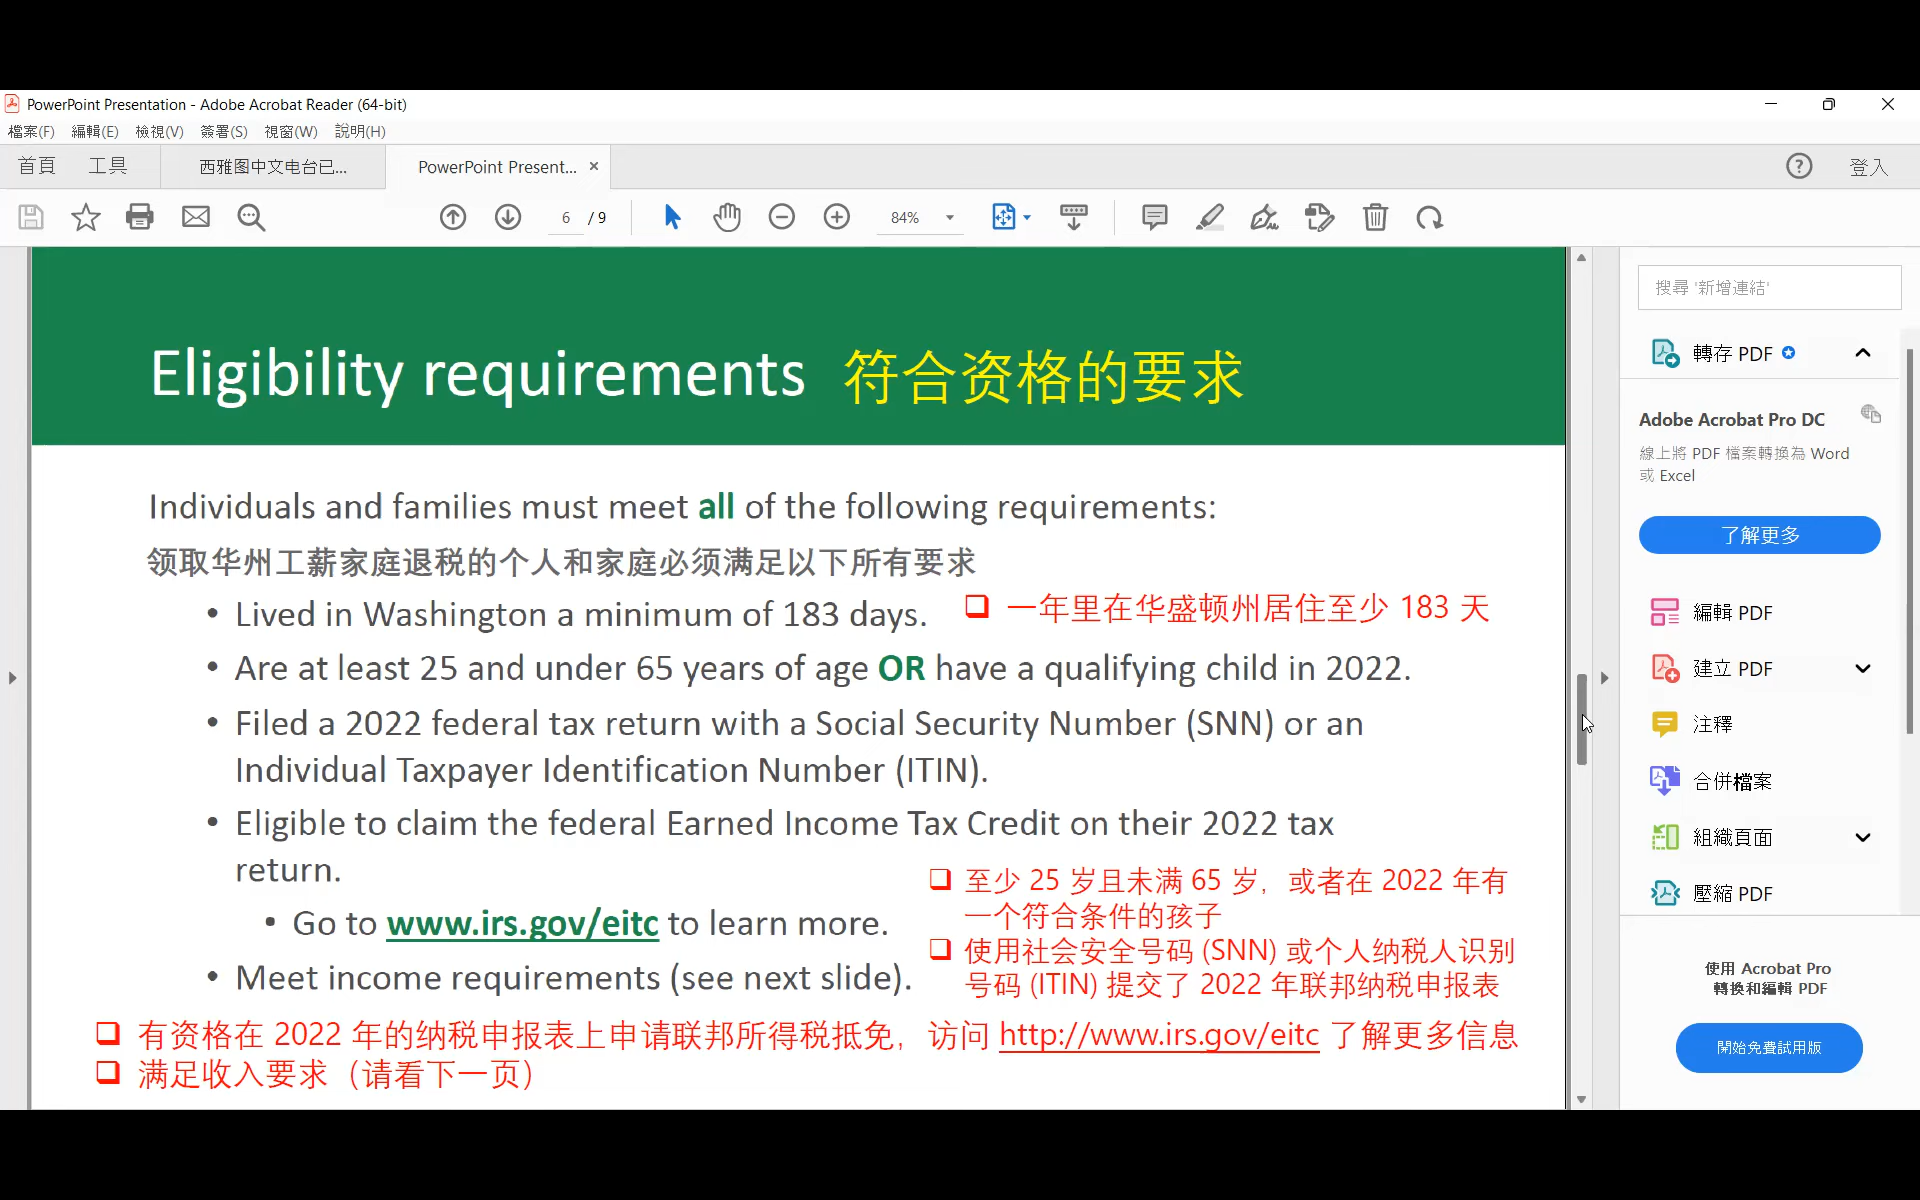 PowerPoint Presentation - Adobe Acrobat Reader (64-bit)
檔案(F) 編輯(E) 檢視(V) 簽署(S) 視窗(W) 說明(H)
首頁 工具 西雅图中文电台已... PowerPoint Present... × 登入
6 / 9 84%
Eligibility requirements 符合资格的要求
Individuals and families must meet all of the following requirements:
领取华州工薪家庭退税的个人和家庭必须满足以下所有要求
• Lived in Washington a minimum of 183 days.
❑ 一年里在华盛顿州居住至少 183 天
• Are at least 25 and under 65 years of age OR have a qualifying child in 2022.
• Filed a 2022 federal tax return with a Social Security Number (SNN) or an
Individual Taxpayer Identification Number (ITIN).
• Eligible to claim the federal Earned Income Tax Credit on their 2022 tax
return.
• Go to www.irs.gov/eitc to learn more.
• Meet income requirements (see next slide).
❑ 至少 25 岁且未满 65 岁，或者在 2022 年有
一个符合条件的孩子
❑ 使用社会安全号码 (SNN) 或个人纳税人识别
号码 (ITIN) 提交了 2022 年联邦纳税申报表
❑ 有资格在 2022 年的纳税申报表上申请联邦所得税抵免，访问 http://www.irs.gov/eitc 了解更多信息
❑ 满足收入要求（请看下一页）
搜尋 '新增連結'
轉存 PDF
Adobe Acrobat Pro DC
線上將 PDF 檔案轉換為 Word
或 Excel
了解更多
編輯 PDF
建立 PDF
注釋
合併檔案
組織頁面
壓縮 PDF
使用 Acrobat Pro
轉換和編輯 PDF
開始免費試用版